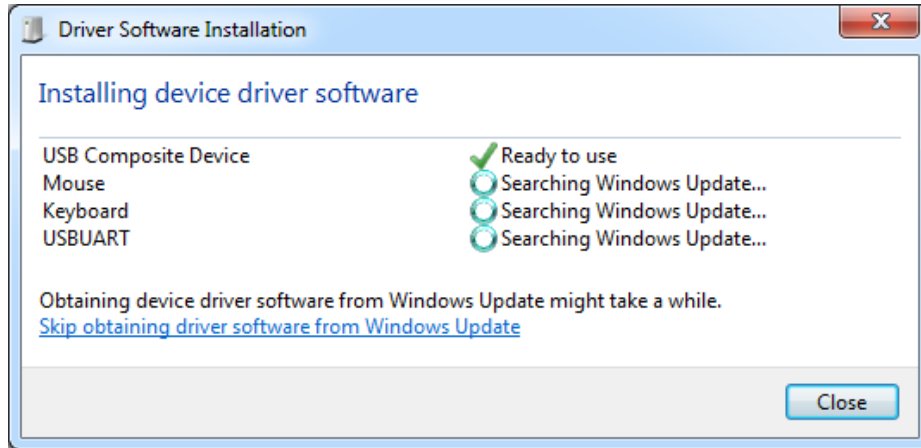 Driver Software Installation
Installing device driver software
USB Composite Device Ready to use
Mouse Searching Windows Update...
Keyboard Searching Windows Update...
USBUART Searching Windows Update...
Obtaining device driver software from Windows Update might take a while.
Skip obtaining driver software from Windows Update
Close